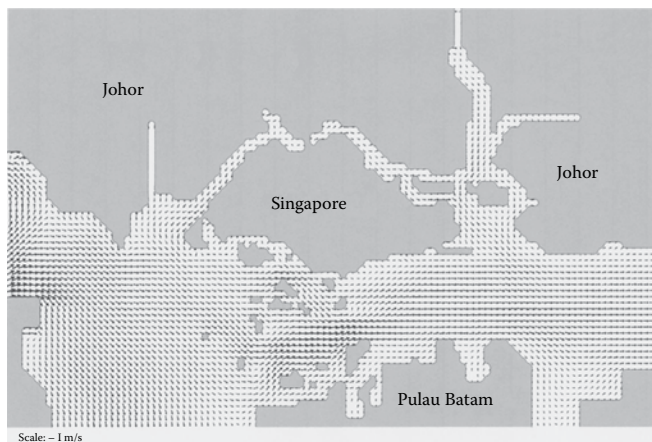 Johor
Johor
Singapore
Pulau Batam
Scale: – 1 m/s